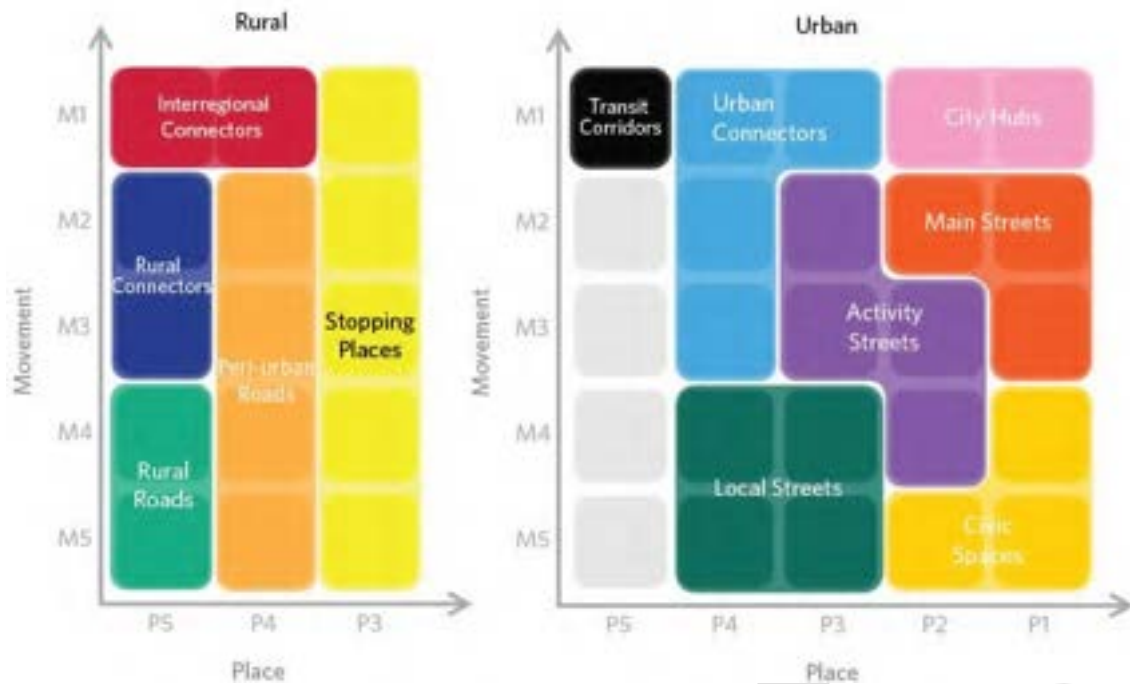 Rural
Movement
M1
M2
M3
M4
M5
Interregional
Connectors
Rural
Connectors
Peri-urban
Roads
Stopping
Places
Rural
Roads
P5
P4
P3
Place
Urban
Movement
M1
M2
M3
M4
M5
Transit
Corridors
Urban
Connectors
City Hubs
Main Streets
Activity
Streets
Local Streets
Civic
Spaces
P5
P4
P3
P2
P1
Place